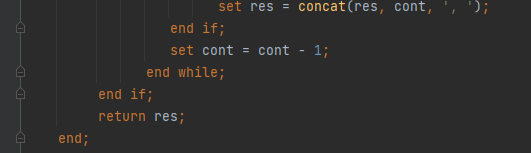 set res = concat(res, cont, ', ');
end if;
set cont = cont - 1;
end while;
end if;
return res;
end;